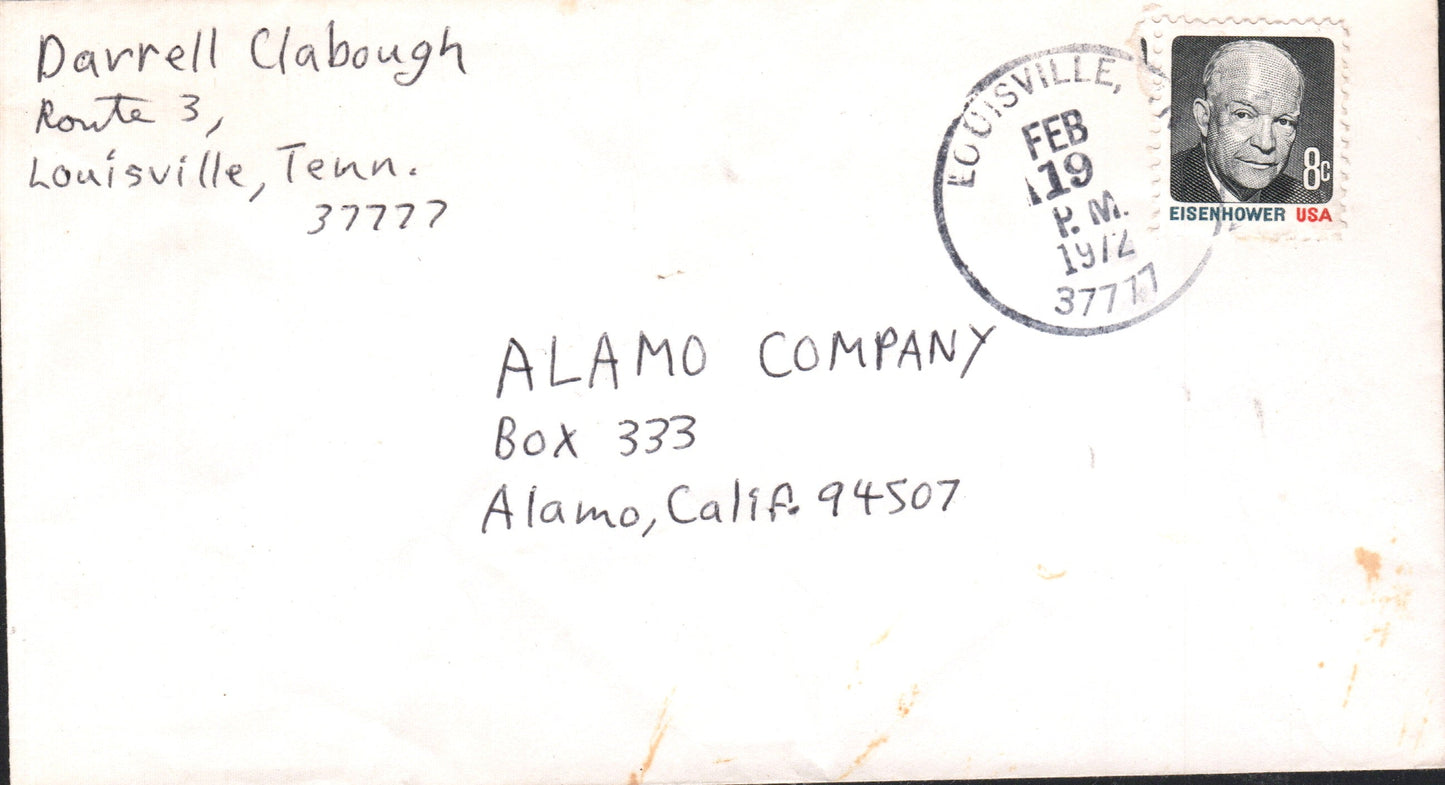 Darrell Clabough
Route 3,
Louisville, Tenn.
37777
LOUISVILLE,
FEB
19
P.M.
1972
37777
8c
EISENHOWER USA
ALAMO COMPANY
Box 333
Alamo, Calif. 94507